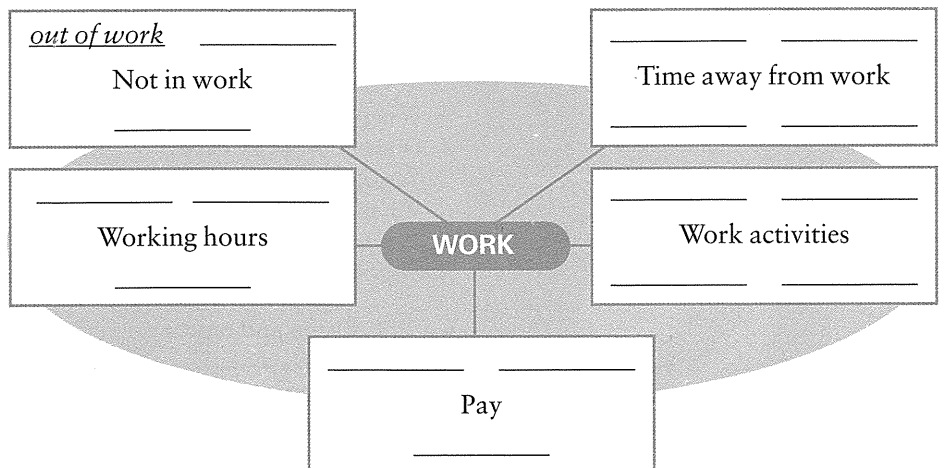 out of work
Not in work
Time away from work
Working hours
WORK
Work activities
Pay